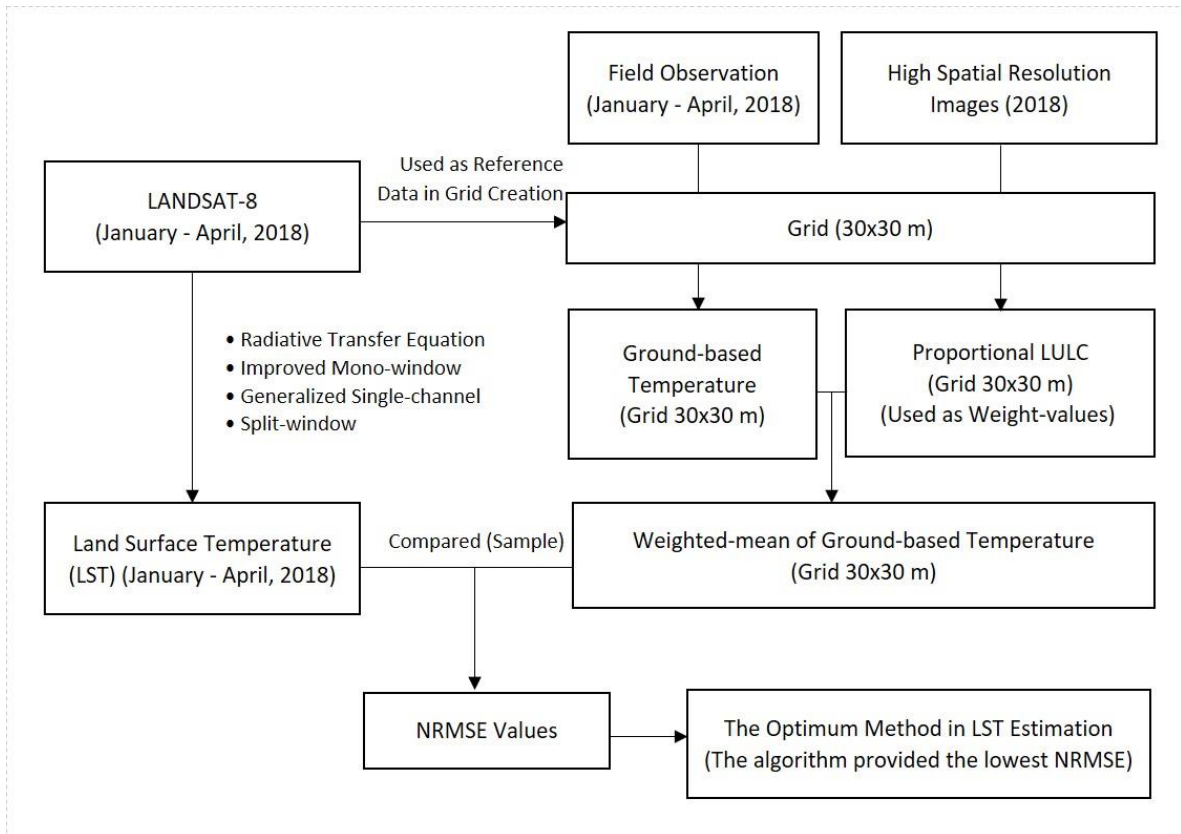 Field Observation
(January - April, 2018)
High Spatial Resolution
Images (2018)
Used as Reference
Data in Grid Creation
LANDSAT-8
(January - April, 2018)
Grid (30x30 m)
• Radiative Transfer Equation
• Improved Mono-window
• Generalized Single-channel
• Split-window
Ground-based
Temperature
(Grid 30x30 m)
Proportional LULC
(Grid 30x30 m)
(Used as Weight-values)
Land Surface Temperature
(LST) (January - April, 2018)
Compared (Sample)
Weighted-mean of Ground-based Temperature
(Grid 30x30 m)
NRMSE Values
The Optimum Method in LST Estimation
(The algorithm provided the lowest NRMSE)